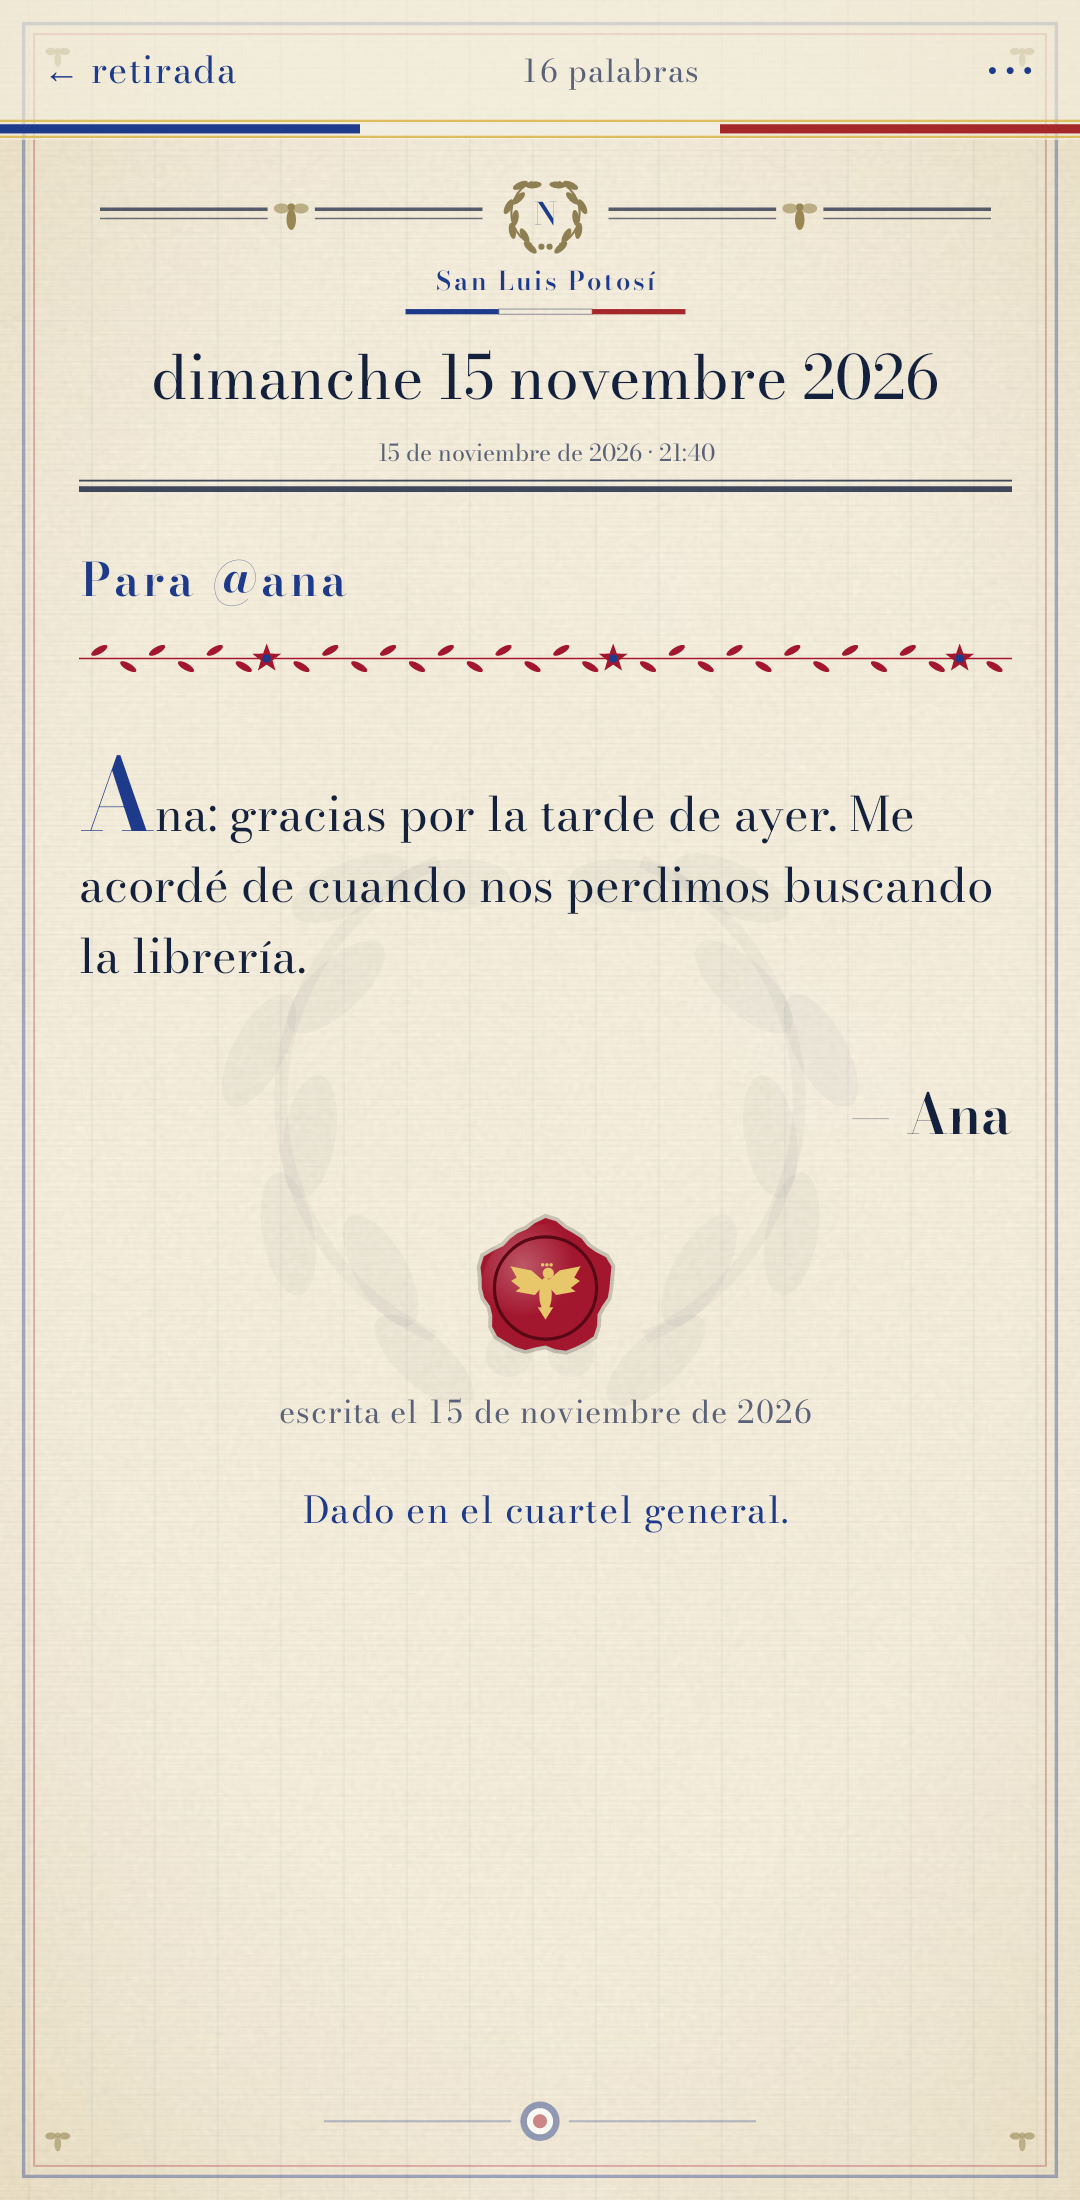 ← retirada
16 palabras
...
N
San Luis Potosí
dimanche 15 novembre 2026
15 de noviembre de 2026 · 21:40
Para @ana
Ana: gracias por la tarde de ayer. Me
acordé de cuando nos perdimos buscando
la librería.
— Ana
escrita el 15 de noviembre de 2026
Dado en el cuartel general.